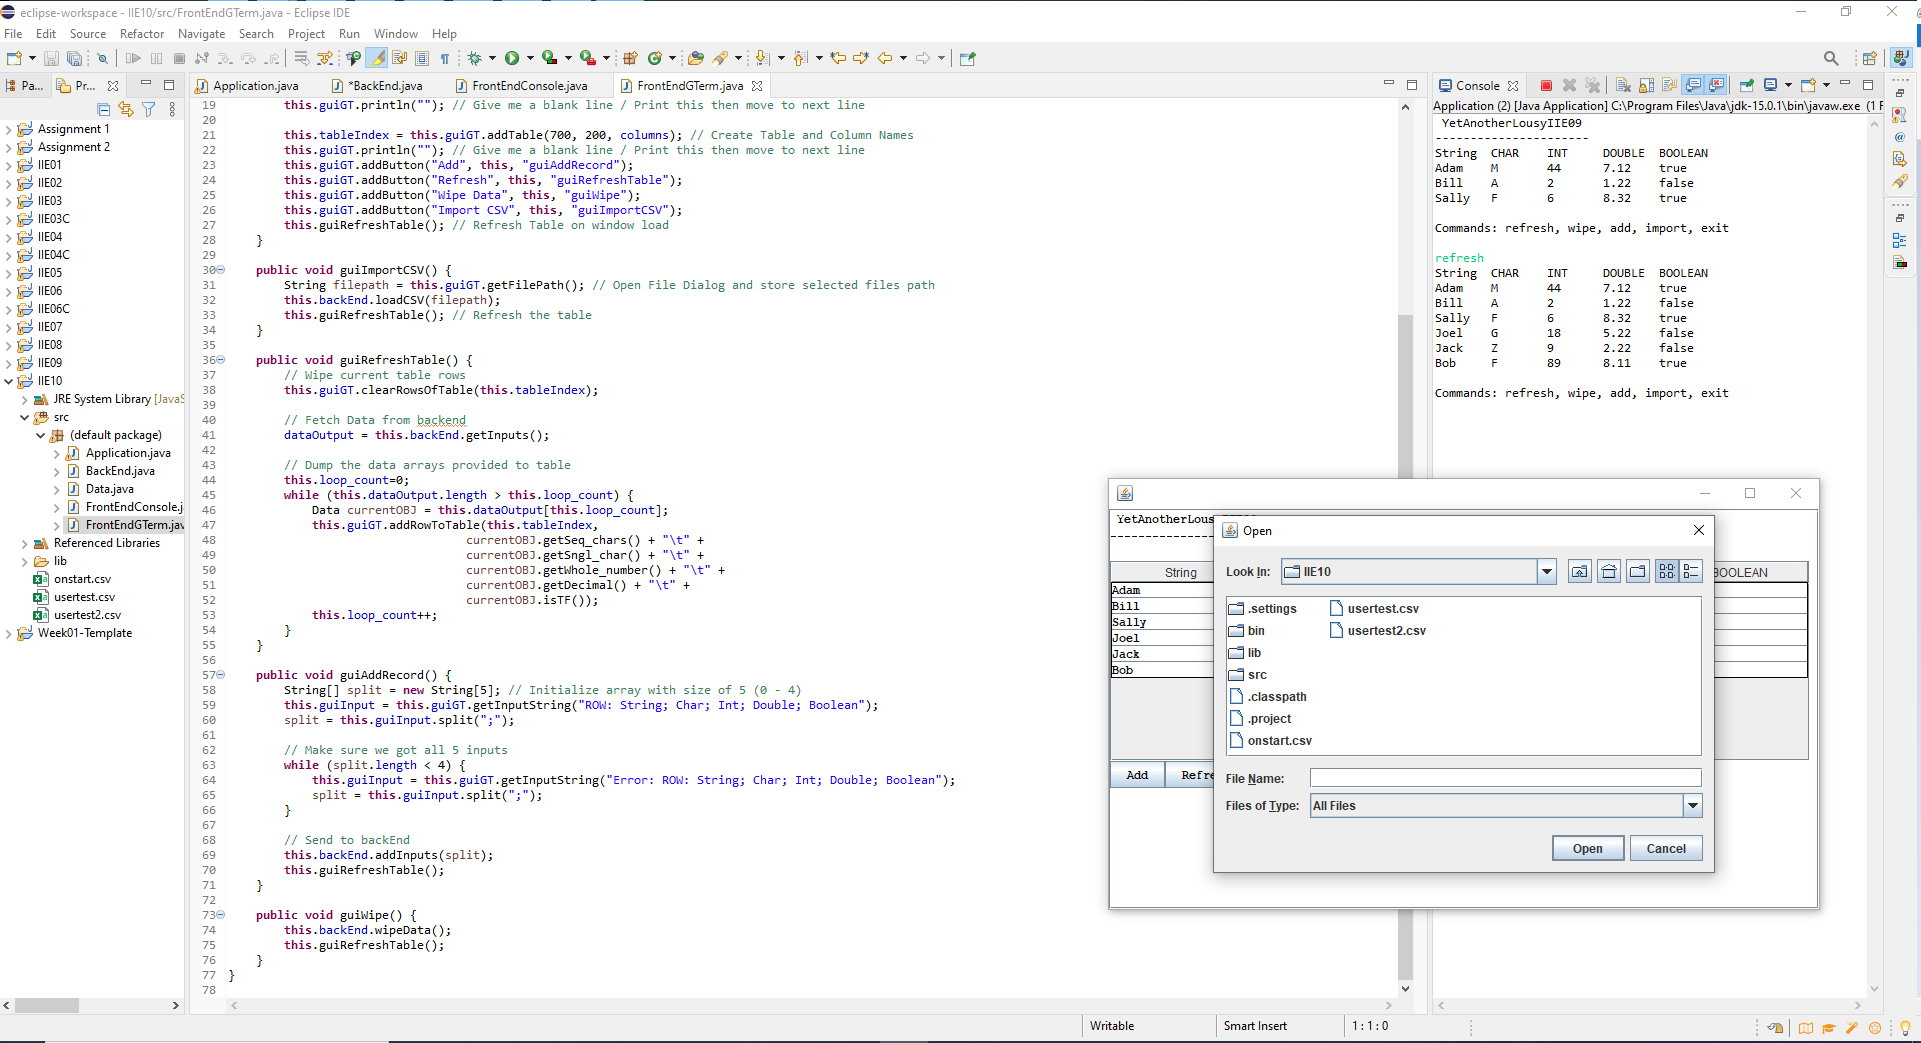 eclipse-workspace - IIE10/src/FrontEndGTerm.java - Eclipse IDE
File Edit Source Refactor Navigate Search Project Run Window Help
Pa... Pr...
Assignment 1
Assignment 2
IIE01
IIE02
IIE03
IIE03C
IIE04
IIE04C
IIE05
IIE06
IIE06C
IIE07
IIE08
IIE09
IIE10
JRE System Library [JavaS
src
(default package)
Application.java
BackEnd.java
Data.java
FrontEndConsole.j
FrontEndGTerm.jav
Referenced Libraries
lib
onstart.csv
usertest.csv
usertest2.csv
Week01-Template
Application.java *BackEnd.java FrontEndConsole.java FrontEndGTerm.java
19 this.guiGT.println(""); // Give me a blank line / Print this then move to next line
20
21 this.tableIndex = this.guiGT.addTable(700, 200, columns); // Create Table and Column Names
22 this.guiGT.println(""); // Give me a blank line / Print this then move to next line
23 this.guiGT.addButton("Add", this, "guiAddRecord");
24 this.guiGT.addButton("Refresh", this, "guiRefreshTable");
25 this.guiGT.addButton("Wipe Data", this, "guiWipe");
26 this.guiGT.addButton("Import CSV", this, "guiImportCSV");
27 this.guiRefreshTable(); // Refresh Table on window load
28 }
29
30 public void guiImportCSV() {
31 String filepath = this.guiGT.getFilePath(); // Open File Dialog and store selected files path
32 this.backEnd.loadCSV(filepath);
33 this.guiRefreshTable(); // Refresh the table
34 }
35
36 public void guiRefreshTable() {
37 // Wipe current table rows
38 this.guiGT.clearRowsOfTable(this.tableIndex);
39
40 // Fetch Data from backend
41 dataOutput = this.backEnd.getInputs();
42
43 // Dump the data arrays provided to table
44 this.loop_count=0;
45 while (this.dataOutput.length > this.loop_count) {
46 Data currentOBJ = this.dataOutput[this.loop_count];
47 this.guiGT.addRowToTable(this.tableIndex,
48 currentOBJ.getSeq_chars() + "\t" +
49 currentOBJ.getSngl_char() + "\t" +
50 currentOBJ.getWhole_number() + "\t" +
51 currentOBJ.getDecimal() + "\t" +
52 currentOBJ.isTF());
53 this.loop_count++;
54 }
55 }
56
57 public void guiAddRecord() {
58 String[] split = new String[5]; // Initialize array with size of 5 (0 - 4)
59 this.guiInput = this.guiGT.getInputString("ROW: String; Char; Int; Double; Boolean");
60 split = this.guiInput.split(";");
61
62 // Make sure we got all 5 inputs
63 while (split.length < 4) {
64 this.guiInput = this.guiGT.getInputString("Error: ROW: String; Char; Int; Double; Boolean");
65 split = this.guiInput.split(";");
66 }
67
68 // Send to backEnd
69 this.backEnd.addInputs(split);
70 this.guiRefreshTable();
71 }
72
73 public void guiWipe() {
74 this.backEnd.wipeData();
75 this.guiRefreshTable();
76 }
77 }
78
Console
Application (2) [Java Application] C:\Program Files\Java\jdk-15.0.1\bin\javaw.exe (1 F
YetAnotherLousyIIE09
----------------------
String CHAR INT DOUBLE BOOLEAN
Adam M 44 7.12 true
Bill A 2 1.22 false
Sally F 6 8.32 true
Commands: refresh, wipe, add, import, exit
refresh
String CHAR INT DOUBLE BOOLEAN
Adam M 44 7.12 true
Bill A 2 1.22 false
Sally F 6 8.32 true
Joel G 18 5.22 false
Jack Z 9 2.22 false
Bob F 89 8.11 true
Commands: refresh, wipe, add, import, exit
YetAnotherLous
String BOOLEAN
Adam
Bill
Sally
Joel
Jack
Bob
Add Refre
Open
Look In: IIE10
.settings
bin
lib
src
.classpath
.project
onstart.csv
usertest.csv
usertest2.csv
File Name:
Files of Type: All Files
Open Cancel
Writable Smart Insert 1 : 1 : 0